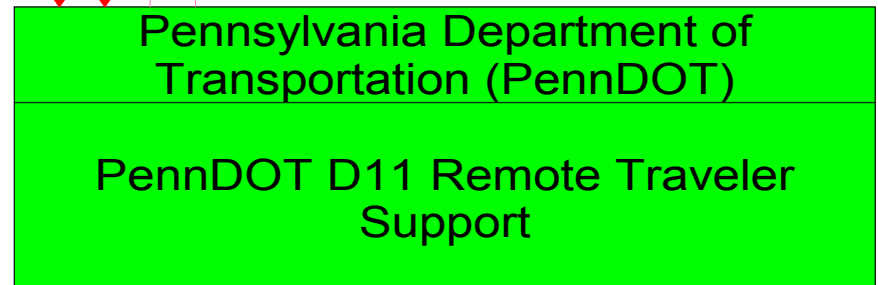 Pennsylvania Department of
Transportation (PennDOT)
PennDOT D11 Remote Traveler
Support